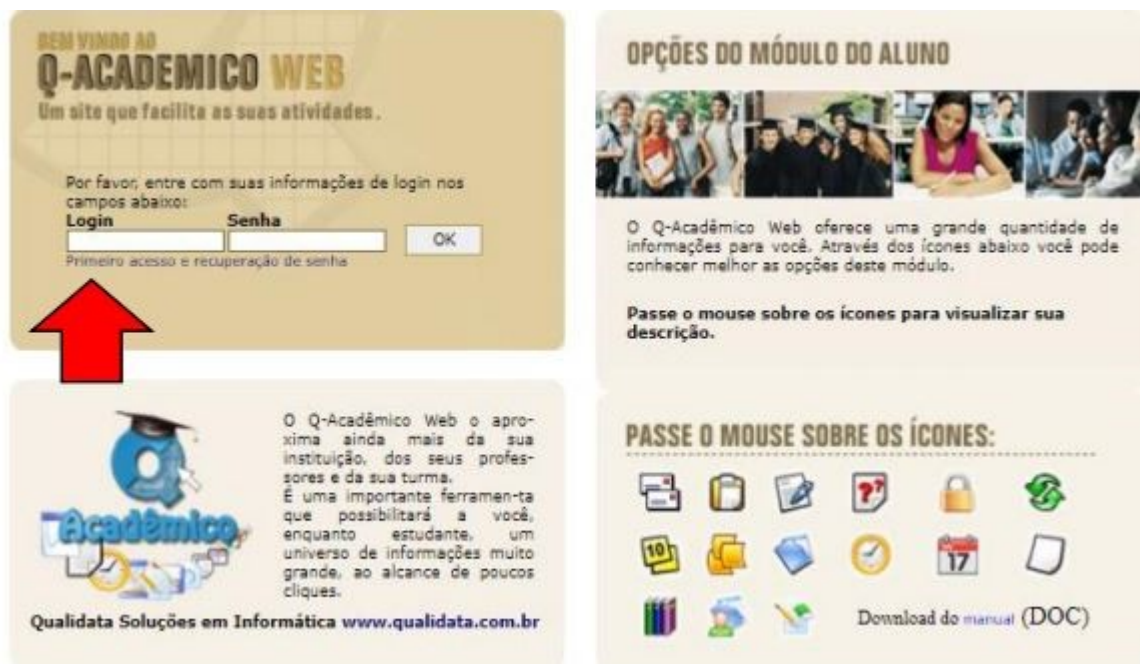 BEM VINDO AO
Q-ACADEMICO WEB
Um site que facilita as suas atividades.
Por favor, entre com suas informações de login nos
campos abaixo:
Login Senha
OK
Primeiro acesso e recuperação de senha
O Q-Acadêmico Web o apro-
xima ainda mais da sua
instituição, dos seus profes-
sores e da sua turma.
É uma importante ferramen-ta
que possibilitará a você,
enquanto estudante, um
universo de informações muito
grande, ao alcance de poucos
cliques.
Q
Acadêmico
Qualidata Soluções em Informática www.qualidata.com.br
OPÇÕES DO MÓDULO DO ALUNO
O Q-Acadêmico Web oferece uma grande quantidade de
informações para você. Através dos ícones abaixo você pode
conhecer melhor as opções deste módulo.
Passe o mouse sobre os ícones para visualizar sua
descrição.
PASSE O MOUSE SOBRE OS ÍCONES:
??
10
17
Download do manual (DOC)